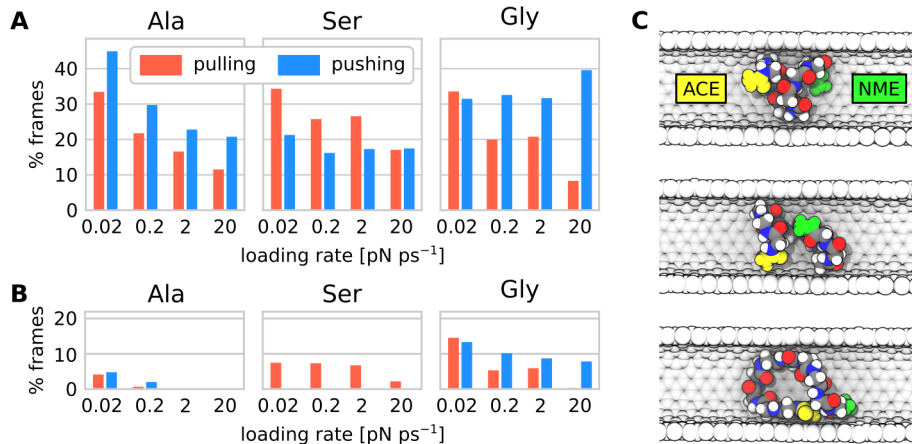 A
Ala
Ser
Gly
C
pulling
pushing
% frames
40
30
20
10
0
0.02 0.2 2 20
0.02 0.2 2 20
0.02 0.2 2 20
loading rate [pN ps⁻¹]
ACE
NME
B
Ala
Ser
Gly
% frames
20
0
0.02 0.2 2 20
0.02 0.2 2 20
0.02 0.2 2 20
loading rate [pN ps⁻¹]